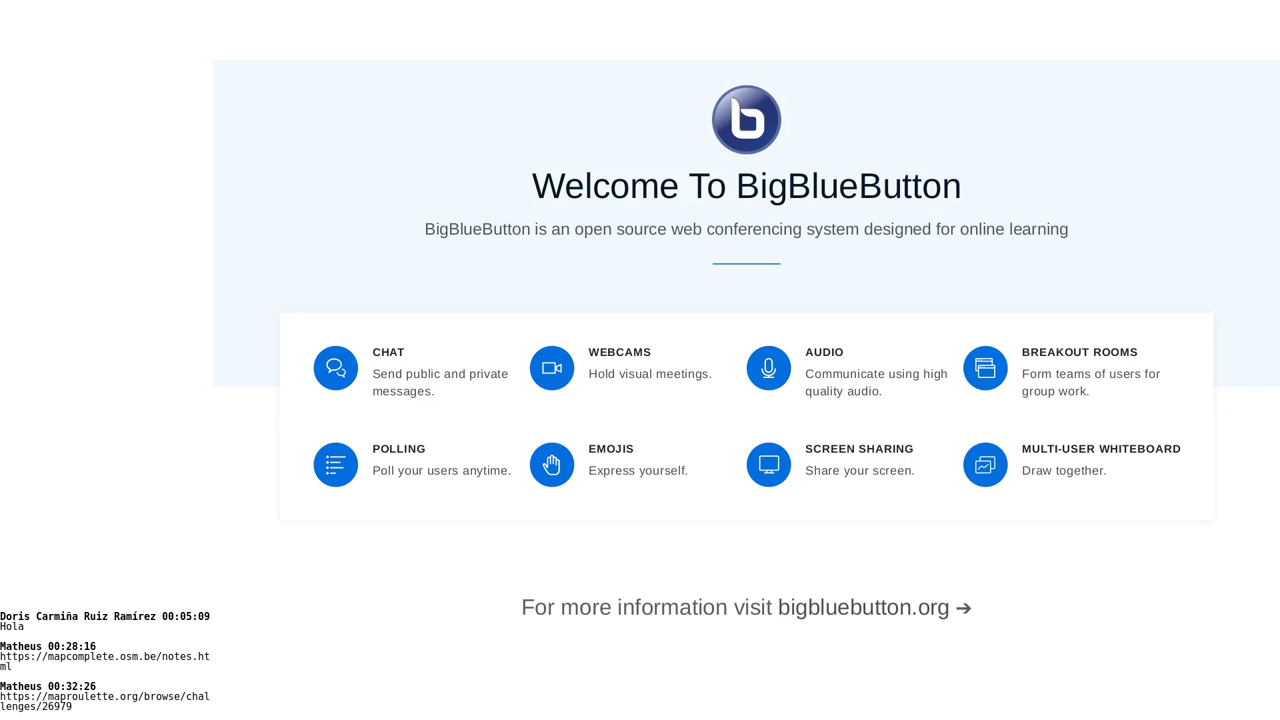 Welcome To BigBlueButton
BigBlueButton is an open source web conferencing system designed for online learning
CHAT
Send public and private
messages.
WEBCAMS
Hold visual meetings.
AUDIO
Communicate using high
quality audio.
BREAKOUT ROOMS
Form teams of users for
group work.
POLLING
Poll your users anytime.
EMOJIS
Express yourself.
SCREEN SHARING
Share your screen.
MULTI-USER WHITEBOARD
Draw together.
For more information visit bigbluebutton.org ➔
Doris Carmiña Ruiz Ramírez 00:05:09
Hola
Matheus 00:28:16
https://mapcomplete.osm.be/notes.ht
ml
Matheus 00:32:26
https://maproulette.org/browse/chal
lenges/26979